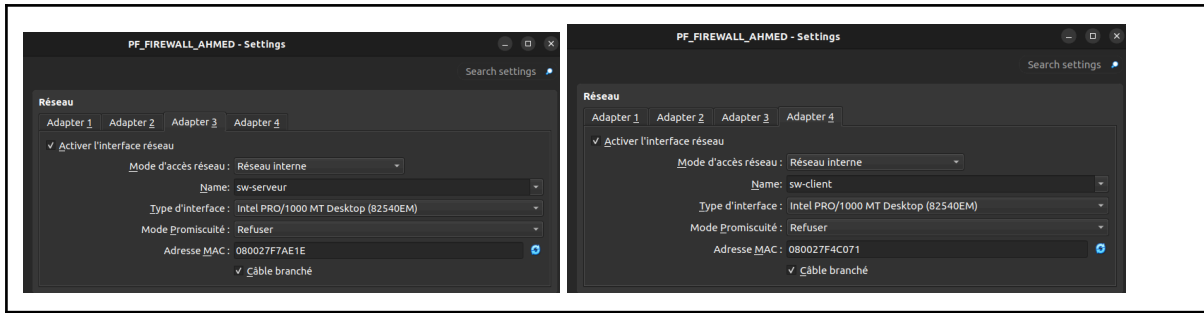 PF_FIREWALL_AHMED - Settings
Search settings
Réseau
Adapter 1 Adapter 2 Adapter 3 Adapter 4
Activer l'interface réseau
Mode d'accès réseau : Réseau interne
Name: sw-serveur
Type d'interface : Intel PRO/1000 MT Desktop (82540EM)
Mode Promiscuité : Refuser
Adresse MAC : 080027F7AE1E
Câble branché
PF_FIREWALL_AHMED - Settings
Search settings
Réseau
Adapter 1 Adapter 2 Adapter 3 Adapter 4
Activer l'interface réseau
Mode d'accès réseau : Réseau interne
Name: sw-client
Type d'interface : Intel PRO/1000 MT Desktop (82540EM)
Mode Promiscuité : Refuser
Adresse MAC : 080027F4C071
Câble branché